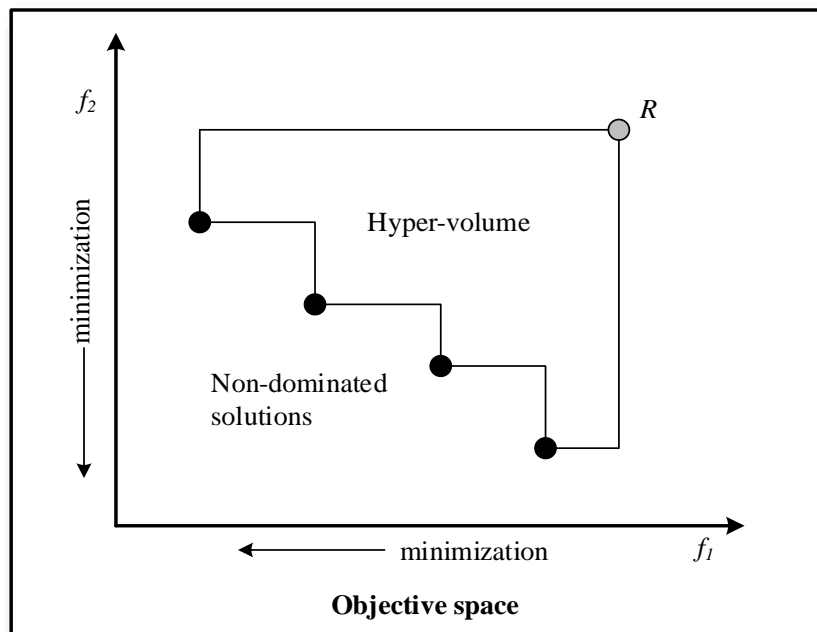 f2
R
Hyper-volume
minimization
Non-dominated
solutions
minimization
f1
Objective space